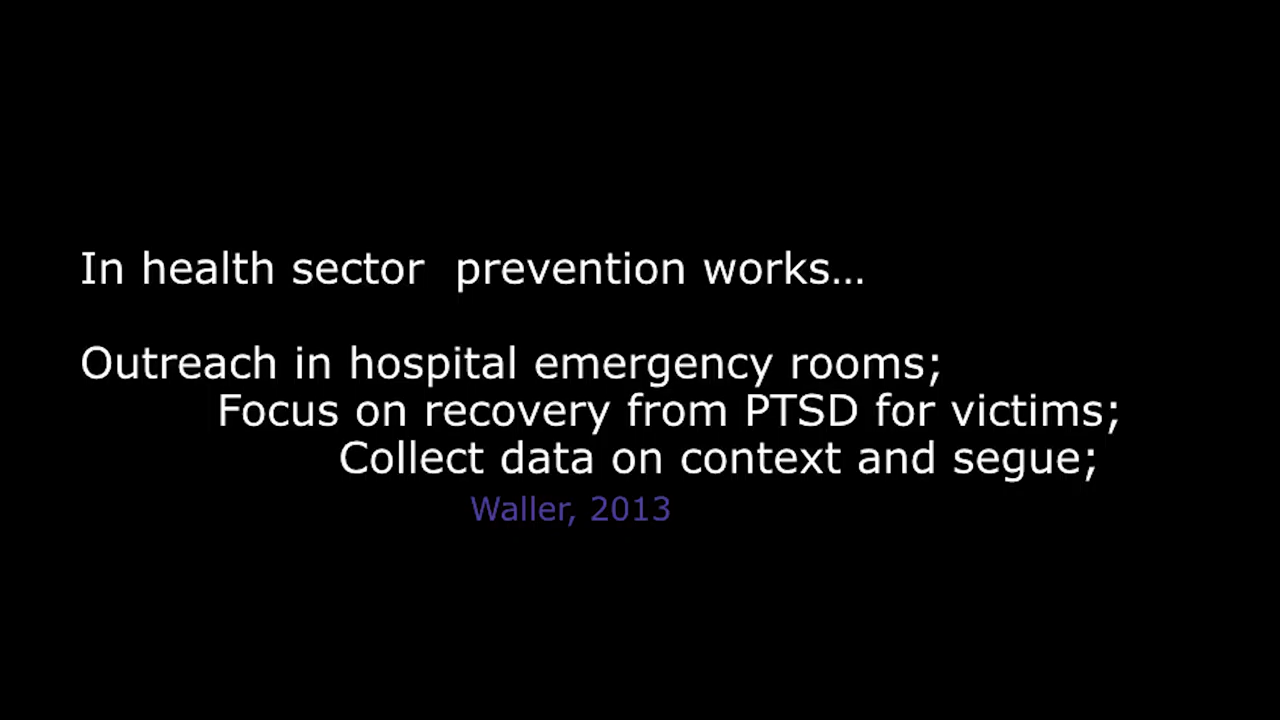 In health sector  prevention works…
Outreach in hospital emergency rooms;
Focus on recovery from PTSD for victims;
Collect data on context and segue;
Waller, 2013